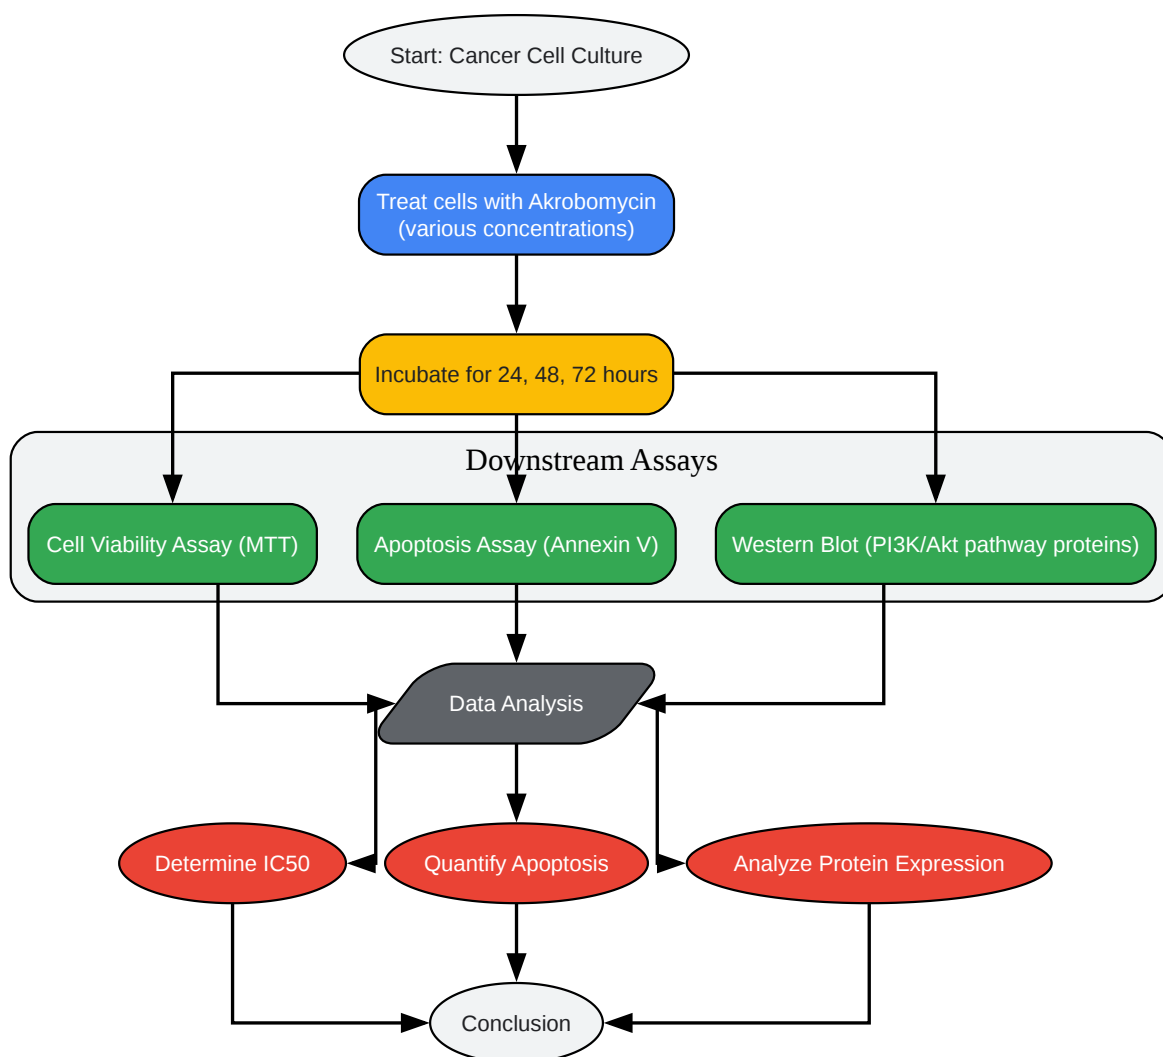 Start: Cancer Cell Culture
Treat cells with Akrobomycin
(various concentrations)
Incubate for 24, 48, 72 hours
Downstream Assays
Cell Viability Assay (MTT)
Apoptosis Assay (Annexin V)
Western Blot (PI3K/Akt pathway proteins)
Data Analysis
Determine IC50
Quantify Apoptosis
Analyze Protein Expression
Conclusion